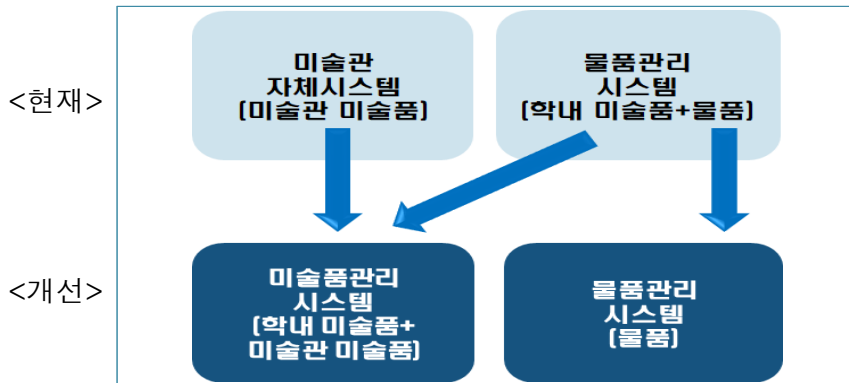 <현재>
미술관
자체시스템
(미술관 미술품)
물품관리
시스템
(학내 미술품+물품)
<개선>
미술품관리
시스템
(학내 미술품+
미술관 미술품)
물품관리
시스템
(물품)